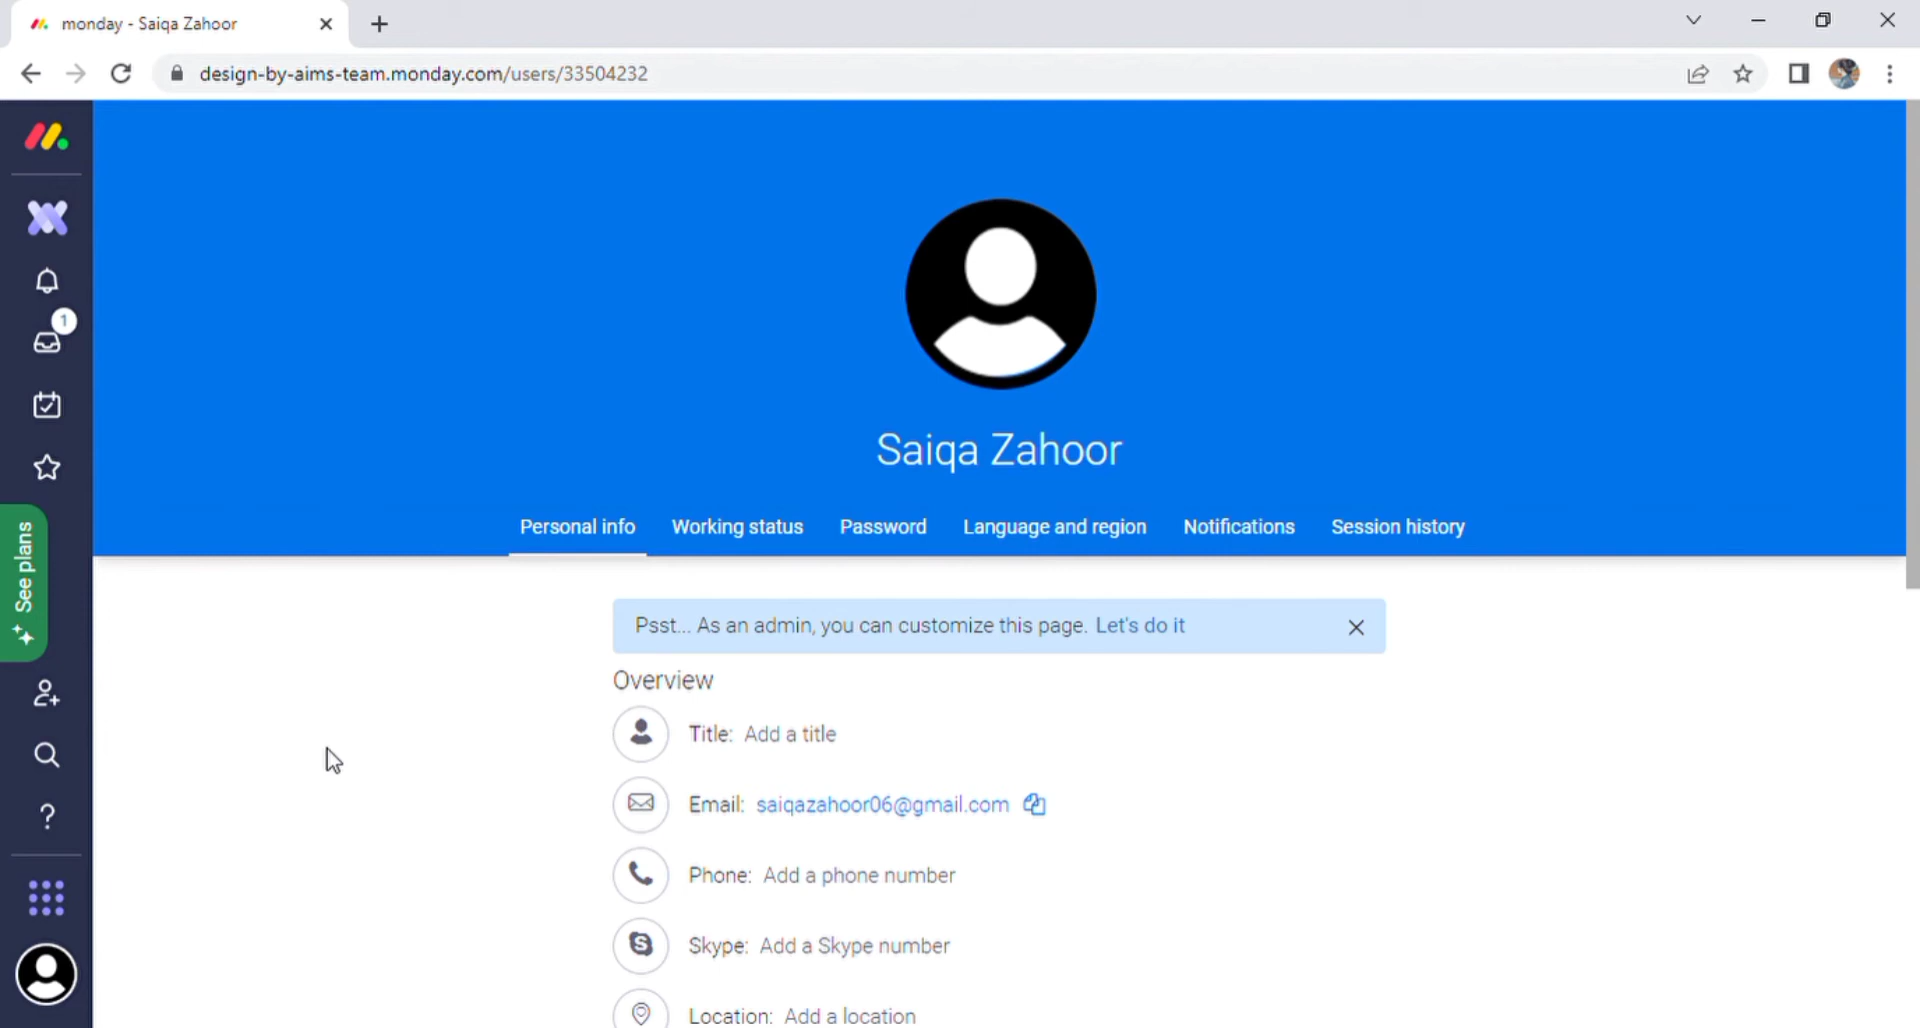 monday - Saiqa Zahoor
design-by-aims-team.monday.com/users/33504232
1
See plans
Saiqa Zahoor
Personal info Working status Password Language and region Notifications Session history
Psst... As an admin, you can customize this page. Let's do it
Overview
Title: Add a title
Email: saiqazahoor06@gmail.com
Phone: Add a phone number
Skype: Add a Skype number
Location: Add a location